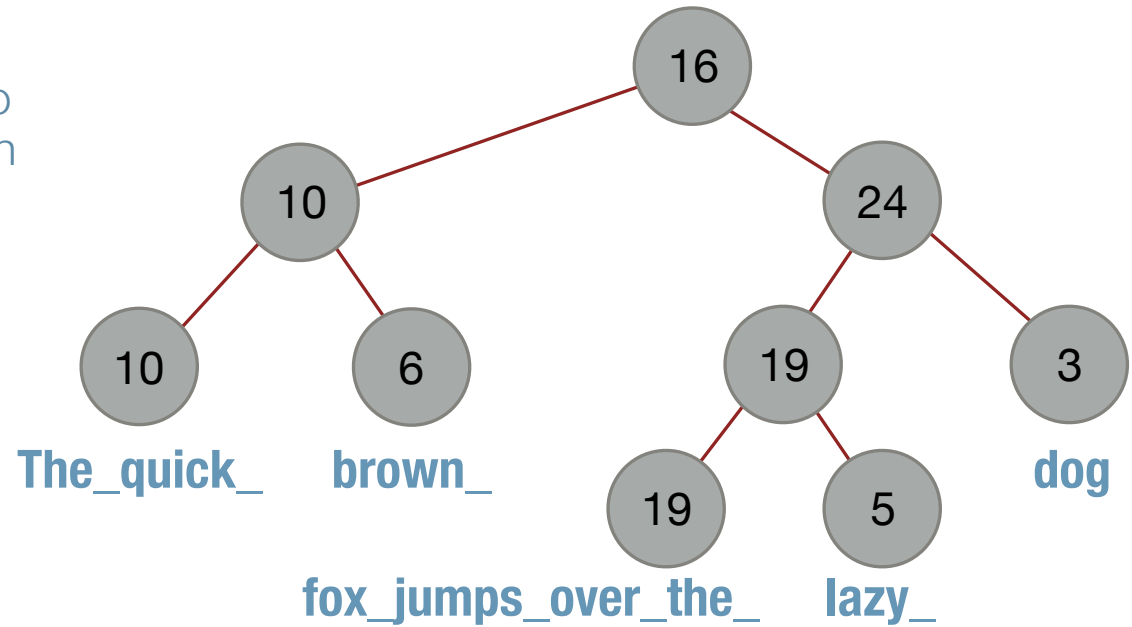 16
10 24
10 6 19 3
The_quick_ brown_ dog
19 5
fox_jumps_over_the_ lazy_